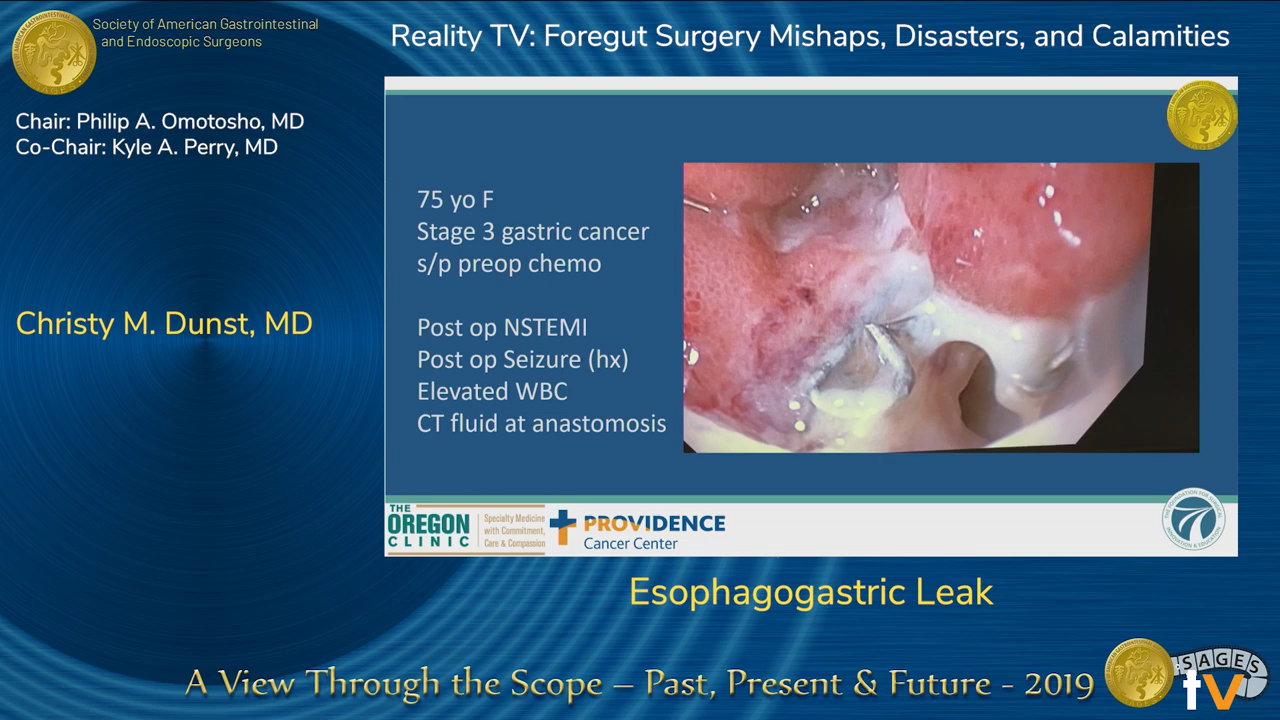 Society of American Gastrointestinal
and Endoscopic Surgeons
Reality TV: Foregut Surgery Mishaps, Disasters, and Calamities
Chair: Philip A. Omotosho, MD
Co-Chair: Kyle A. Perry, MD
Christy M. Dunst, MD
75 yo F
Stage 3 gastric cancer
s/p preop chemo
Post op NSTEMI
Post op Seizure (hx)
Elevated WBC
CT fluid at anastomosis
THE
OREGON
CLINIC
Specialty Medicine
with Commitment,
Care & Compassion
PROVIDENCE
Cancer Center
Esophagogastric Leak
A View Through the Scope – Past, Present & Future - 2019
SAGES
tv